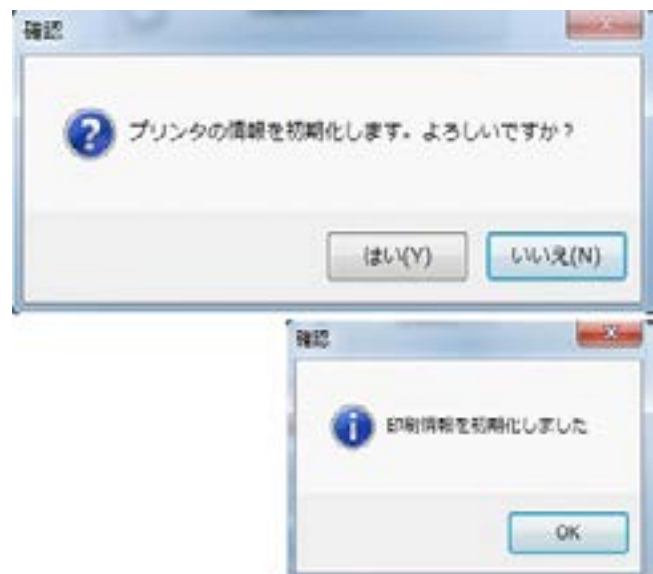 確認
プリンタの情報を初期化します。よろしいですか?
はい(Y)
いいえ(N)
確認
印刷情報を初期化しました
OK